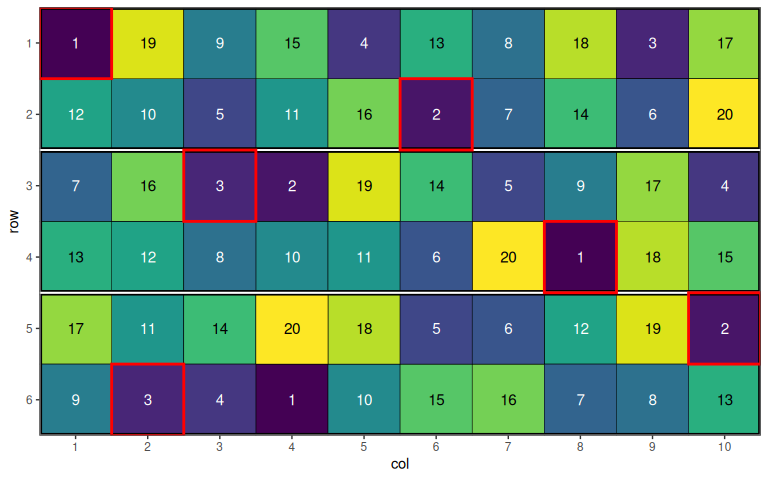 1 1 19 9 15 4 13 8 18 3 17
2 12 10 5 11 16 2 7 14 6 20
3 7 16 3 2 19 14 5 9 17 4
row
4 13 12 8 10 11 6 20 1 18 15
5 17 11 14 20 18 5 6 12 19 2
6 9 3 4 1 10 15 16 7 8 13
1 2 3 4 5 6 7 8 9 10
col